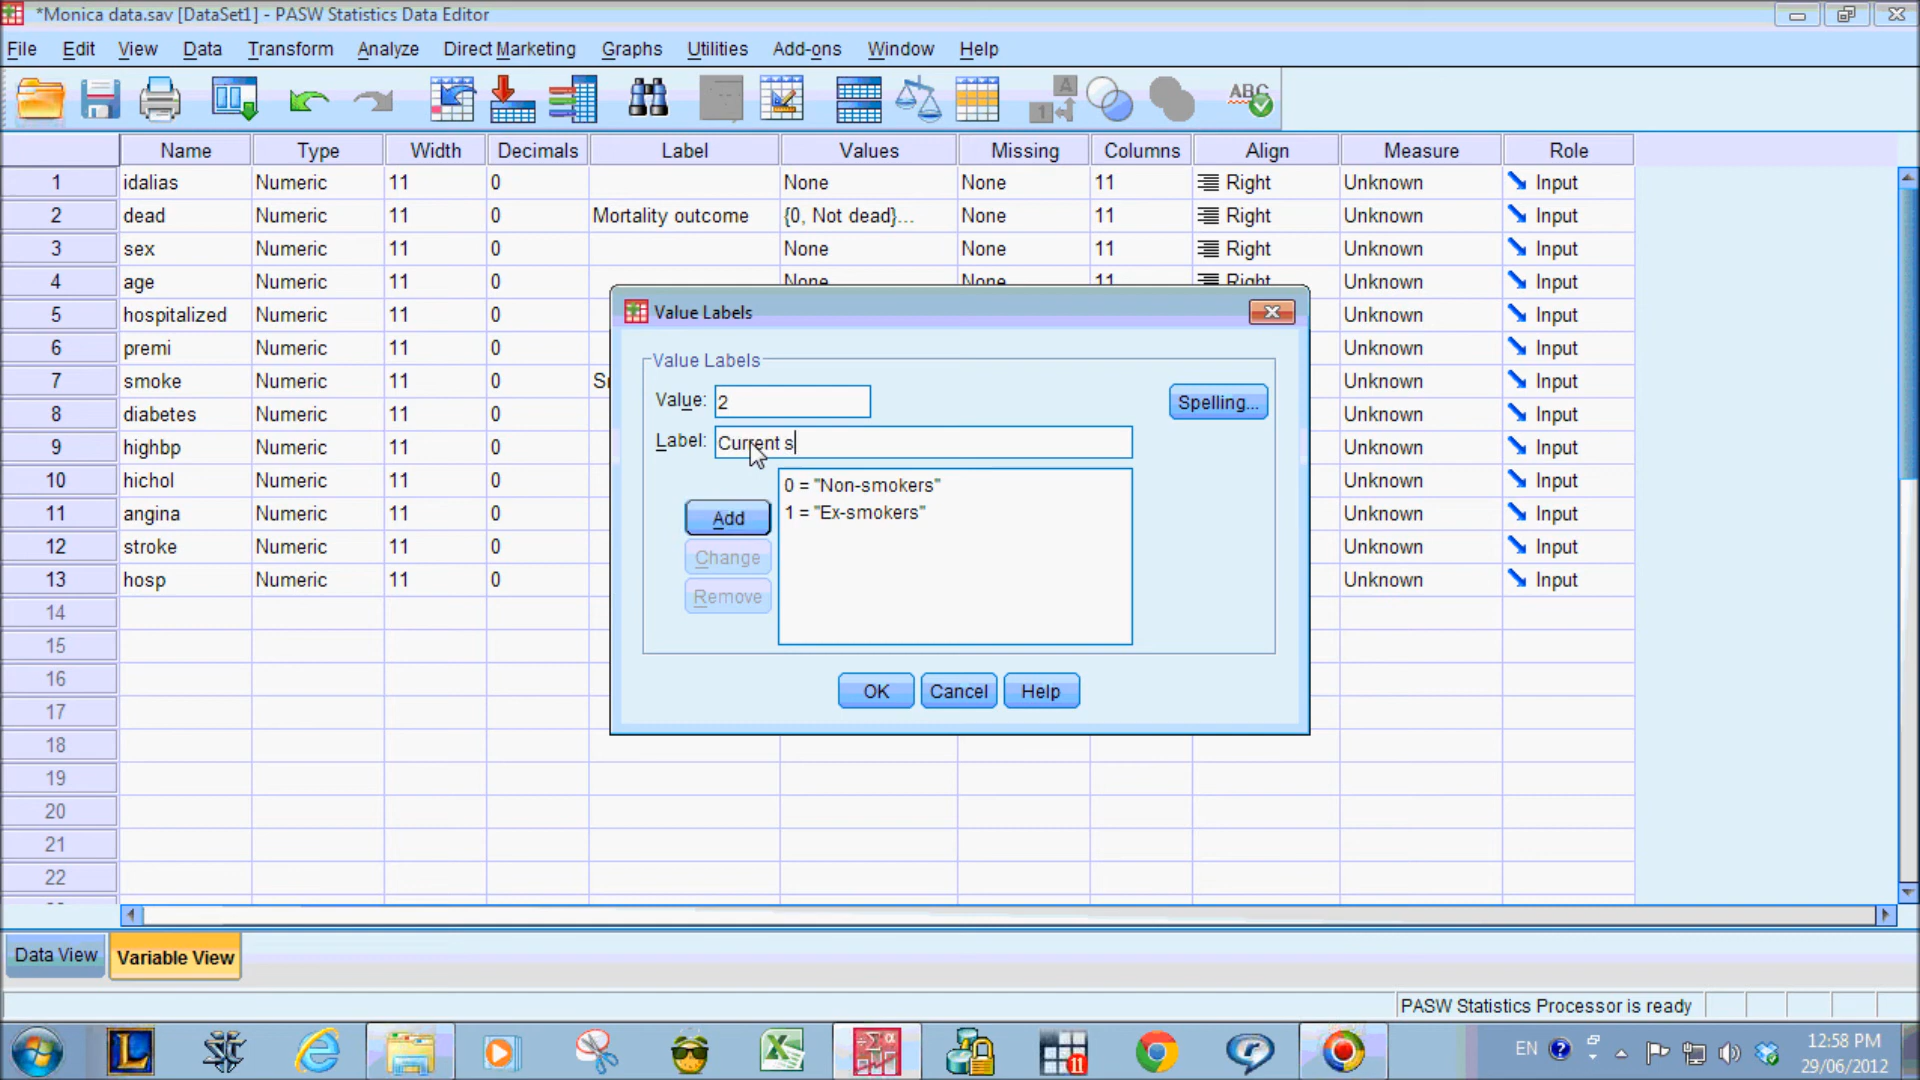 *Monica data.sav [DataSet1] - PASW Statistics Data Editor
File Edit View Data Transform Analyze Direct Marketing Graphs Utilities Add-ons Window Help
A
1
ABC
Name Type Width Decimals Label Values Missing Columns Align Measure Role
1 idalias Numeric 11 0 None None 11 Right Unknown Input
2 dead Numeric 11 0 Mortality outcome {0, Not dead}... None 11 Right Unknown Input
3 sex Numeric 11 0 None None 11 Right Unknown Input
4 age Numeric 11 0 None None 11 Right Unknown Input
5 hospitalized Numeric 11 0 Unknown Input
6 premi Numeric 11 0 Unknown Input
7 smoke Numeric 11 0 Unknown Input
8 diabetes Numeric 11 0 Unknown Input
9 highbp Numeric 11 0 Unknown Input
10 hichol Numeric 11 0 Unknown Input
11 angina Numeric 11 0 Unknown Input
12 stroke Numeric 11 0 Unknown Input
13 hosp Numeric 11 0 Unknown Input
14
15
16
17
18
19
20
21
22
Value Labels
Value Labels
Value: 2 Spelling...
Label: Current s
0 = "Non-smokers"
1 = "Ex-smokers"
Add
Change
Remove
OK Cancel Help
Data View Variable View
PASW Statistics Processor is ready
L
11
EN
12:58 PM
29/06/2012